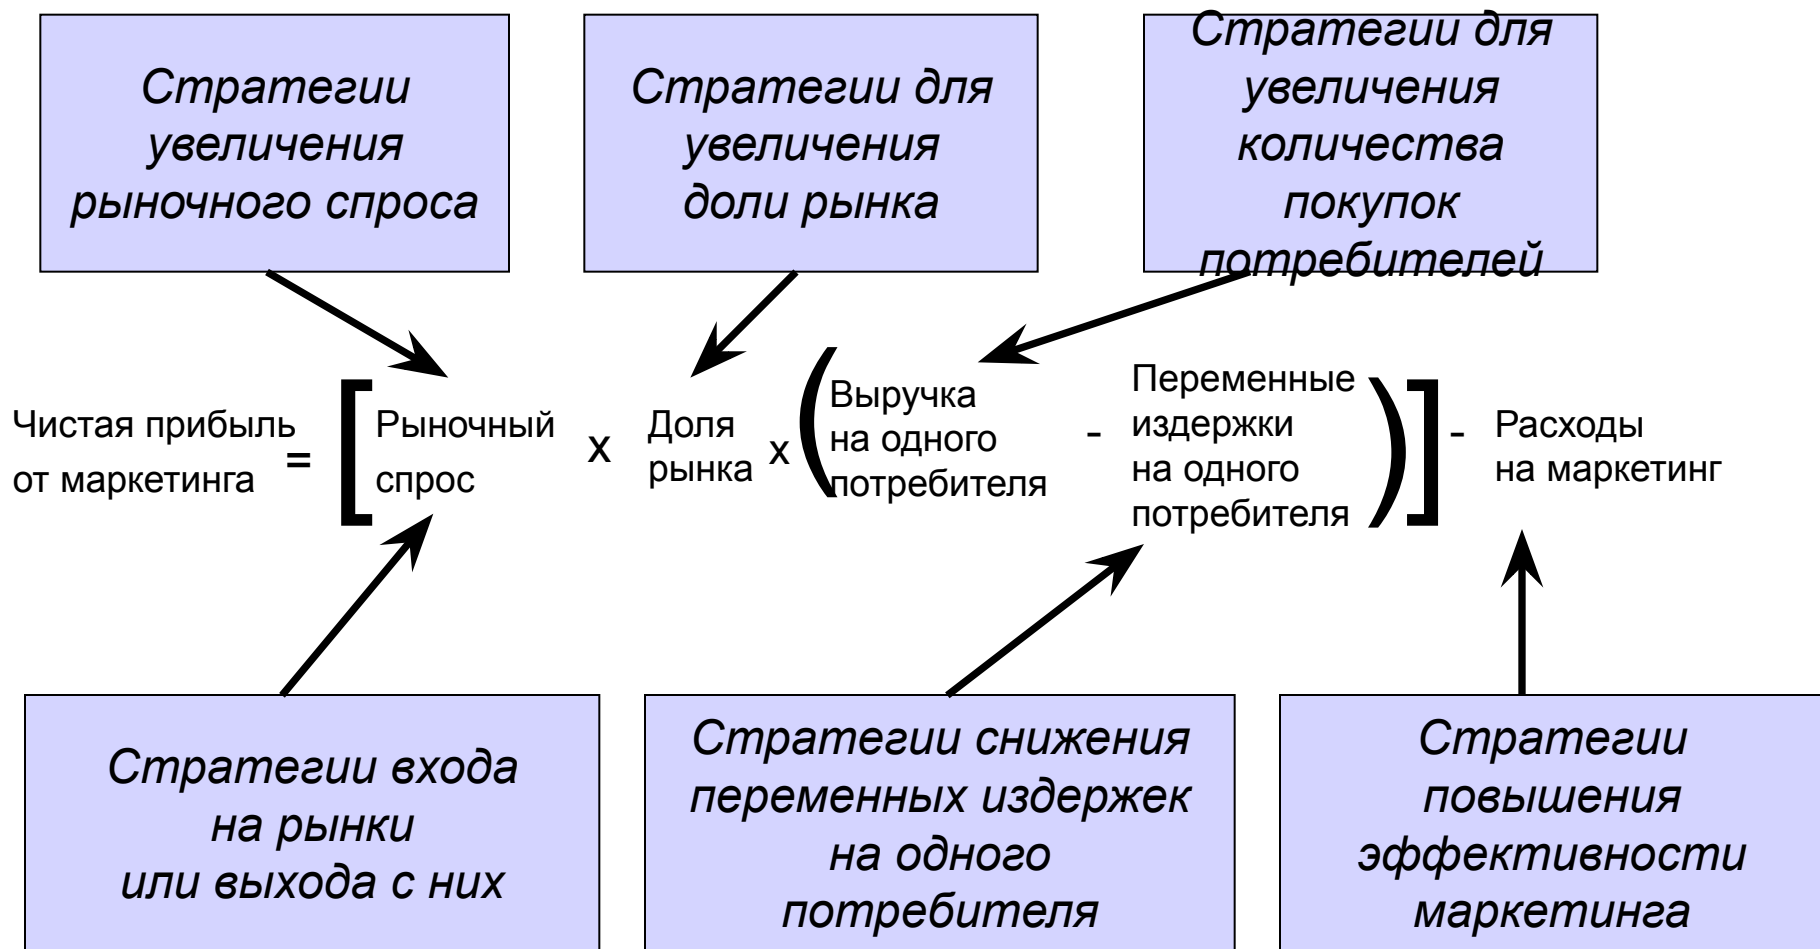 Стратегии
увеличения
рыночного спроса
Стратегии для
увеличения
доли рынка
Стратегии для
увеличения
количества
покупок
потребителей
Чистая прибыль
от маркетинга
=
[
Рыночный
спрос
x
Доля
рынка
x
(
Выручка
на одного
потребителя
-
Переменные
издержки
на одного
потребителя
)
]
-
Расходы
на маркетинг
Стратегии входа
на рынки
или выхода с них
Стратегии снижения
переменных издержек
на одного
потребителя
Стратегии
повышения
эффективности
маркетинга